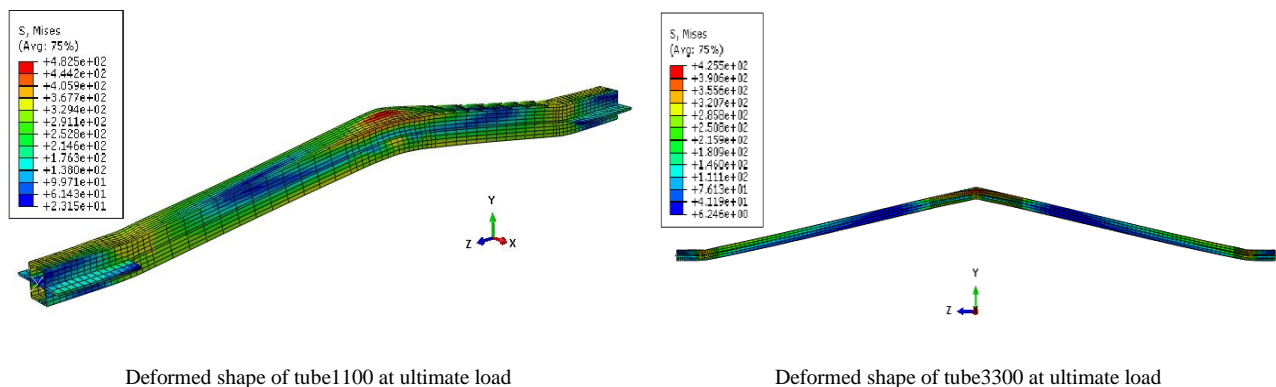 S, Mises
(Avg: 75%)
+4.825e+02
+4.442e+02
+4.059e+02
+3.677e+02
+3.294e+02
+2.911e+02
+2.528e+02
+2.146e+02
+1.763e+02
+1.380e+02
+9.971e+01
+6.143e+01
+2.315e+01
Y
Z
X
S, Mises
(Avg: 75%)
+4.255e+02
+3.906e+02
+3.556e+02
+3.207e+02
+2.858e+02
+2.508e+02
+2.159e+02
+1.809e+02
+1.460e+02
+1.111e+02
+7.613e+01
+4.119e+01
+6.246e+00
Y
Z
Deformed shape of tube1100 at ultimate load
Deformed shape of tube3300 at ultimate load